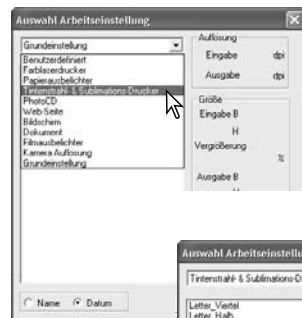 Auswahl Arbeitseinstellung
Grundeinstellung
Benutzerdefiniert
Farblaserdrucker
Papierausbelichter
Tintenstrahl- & Sublimations-Drucker
PhotoCD
Web-Seite
Bildschirm
Dokument
Filmausbelichter
Kamera Auflösung
Grundeinstellung
Name
Datum
Auflösung
Eingabe dpi
Ausgabe dpi
Größe
Eingabe B
H
Vergrößerung
%
Ausgabe B
H
Auswahl Arbeitseinstellu
Tintenstrahl- & Sublimations-D
Letter_Viertel
Letter_Halb